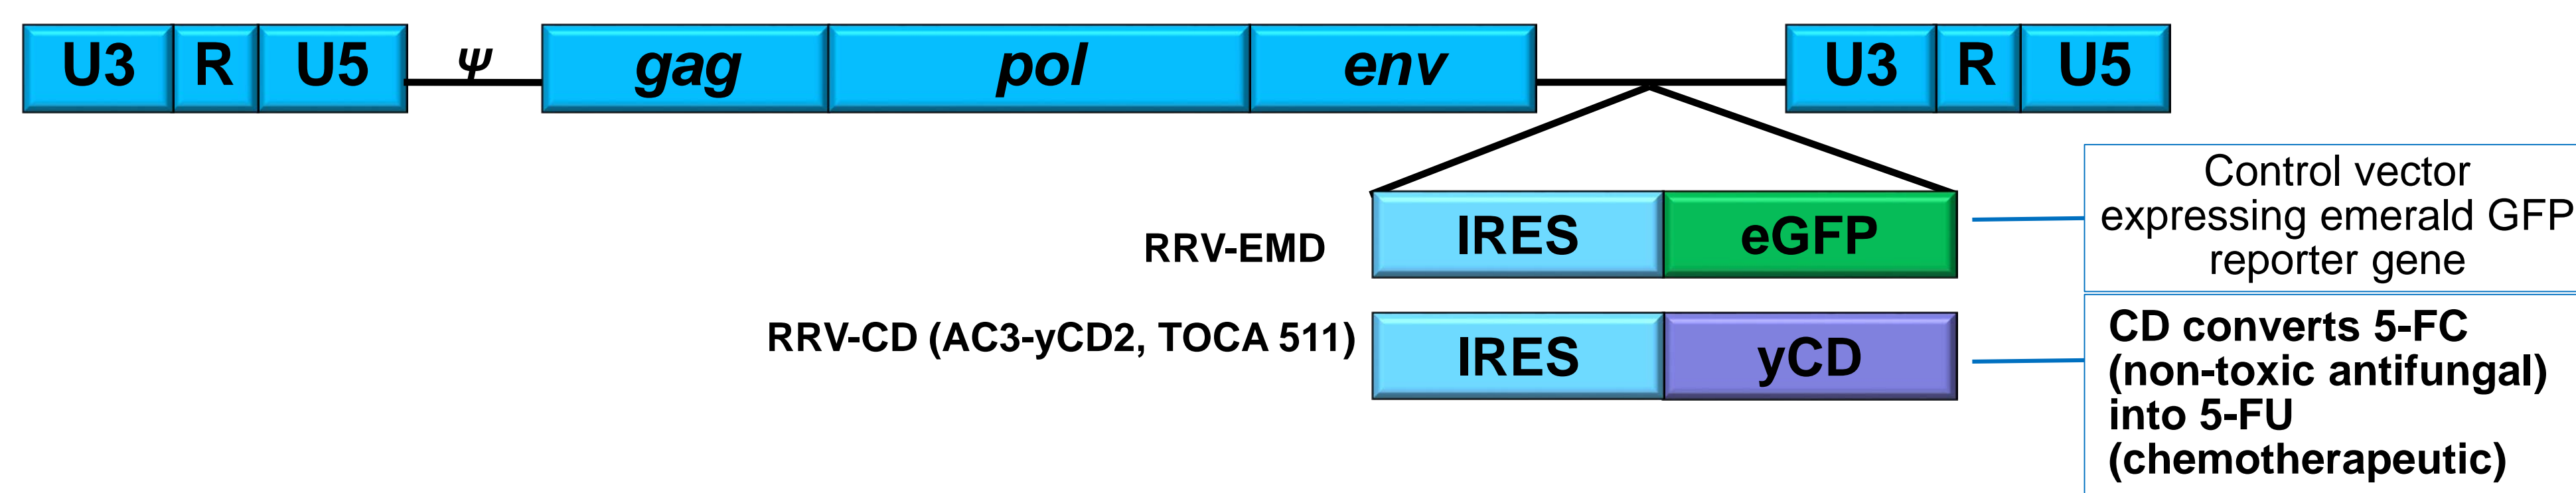 U3 R U5 ψ gag pol env U3 R U5
RRV-EMD IRES eGFP
Control vector
expressing emerald GFP
reporter gene
RRV-CD (AC3-yCD2, TOCA 511) IRES yCD
CD converts 5-FC
(non-toxic antifungal)
into 5-FU
(chemotherapeutic)